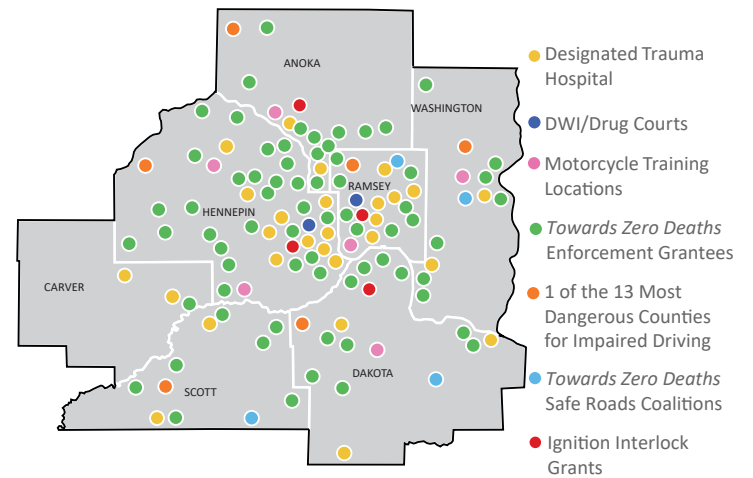 ANOKA
WASHINGTON
RAMSEY
HENNEPIN
CARVER
SCOTT
DAKOTA
Designated Trauma
Hospital
DWI/Drug Courts
Motorcycle Training
Locations
Towards Zero Deaths
Enforcement Grantees
1 of the 13 Most
Dangerous Counties
for Impaired Driving
Towards Zero Deaths
Safe Roads Coalitions
Ignition Interlock
Grants